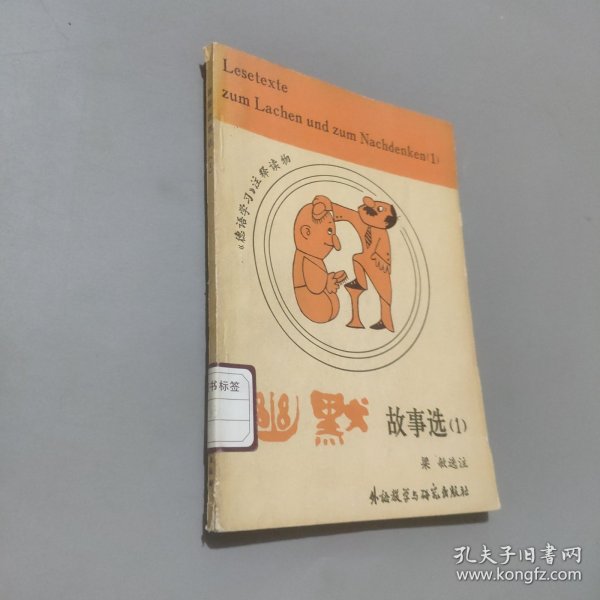 Lesetexte
zum Lachen und zum Nachdenken(1)
《德语学习》注释读物
书标签
幽默 故事选(1)
梁敏选注
外语教学与研究出版社
孔夫子旧书网
www.kongfz.com